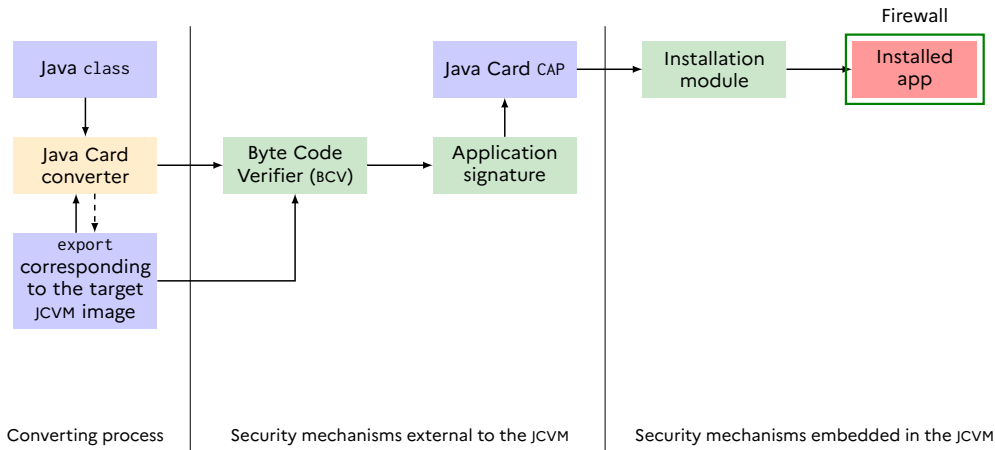 Firewall
Java class
Java Card CAP
Installation
module
Installed
app
Java Card
converter
Byte Code
Verifier (BCV)
Application
signature
export
corresponding
to the target
JCVM image
Converting process
Security mechanisms external to the JCVM
Security mechanisms embedded in the JCVM